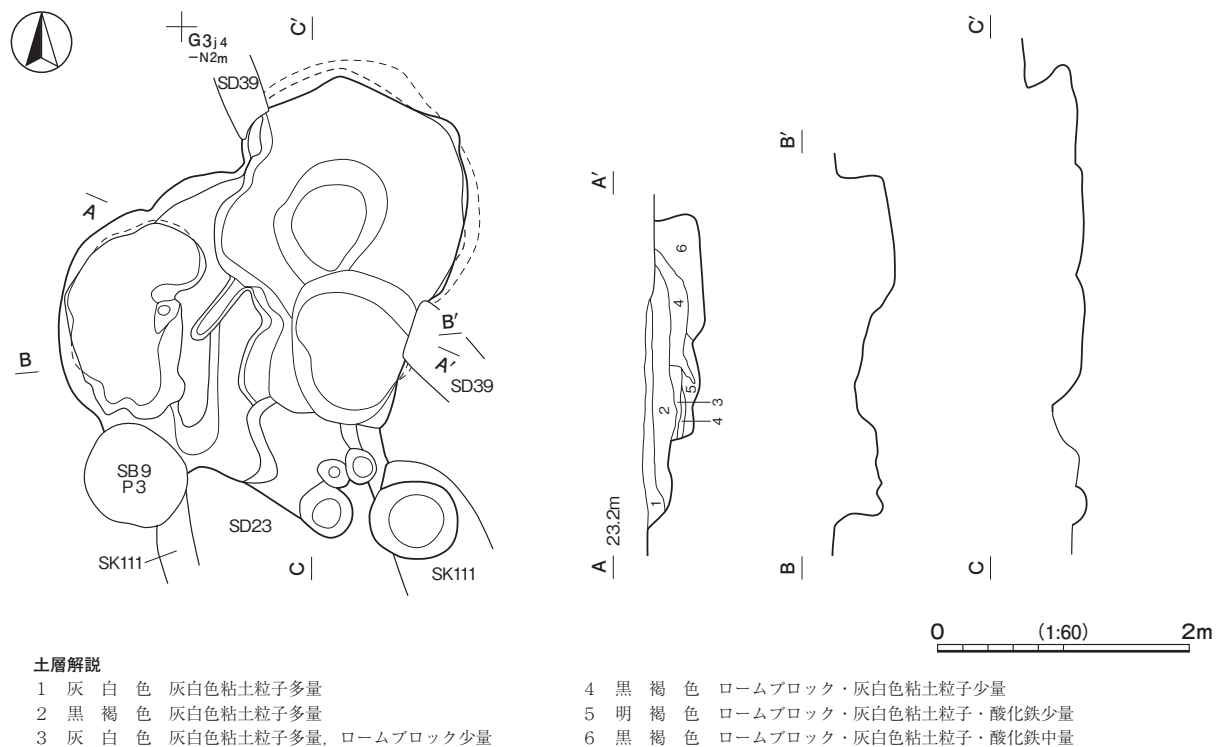 G3j4
-N2m
C
C′
SD39
A
B
B′
A′
SD39
SB9
P3
SK111
SD23
C
SK111
A′
6
4
5
3
2
4
1
A
23.2m
B′
B
C′
C
0 (1:60) 2m
土層解説
1 灰 白 色 灰白色粘土粒子多量
2 黒 褐 色 灰白色粘土粒子多量
3 灰 白 色 灰白色粘土粒子多量，ロームブロック少量
4 黒 褐 色 ロームブロック・灰白色粘土粒子少量
5 明 褐 色 ロームブロック・灰白色粘土粒子・酸化鉄少量
6 黒 褐 色 ロームブロック・灰白色粘土粒子・酸化鉄中量